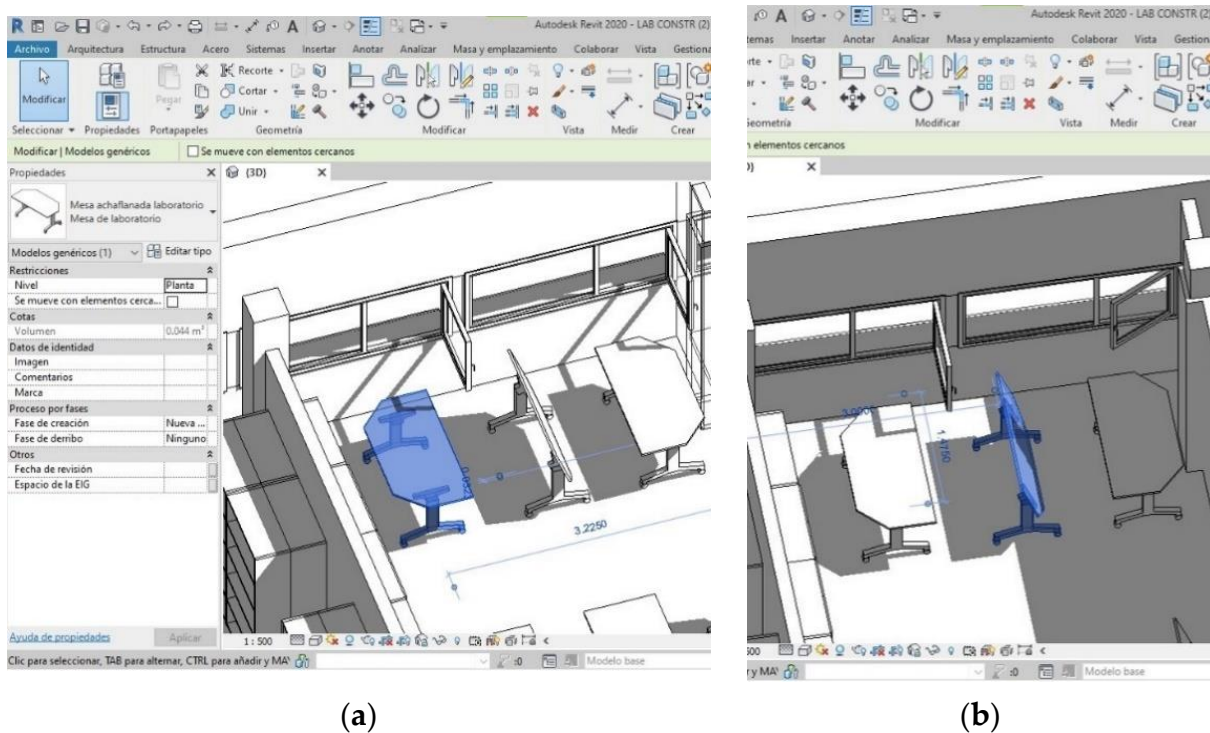 Autodesk Revit 2020 - LAB CONSTR (2)
Archivo Arquitectura Estructura Acero Sistemas Insertar Anotar Analizar Masa y emplazamiento Colaborar Vista Gestiona
Modificar
Pegar
Recorte
Cortar
Unir
Seleccionar Propiedades Portapapeles Geometría Modificar Vista Medir Crear
Modificar | Modelos genéricos
Se mueve con elementos cercanos
Propiedades
{3D}
Mesa achaflanada laboratorio
Mesa de laboratorio
Modelos genéricos (1) Editar tipo
Restricciones
Nivel Planta
Se mueve con elementos cerca...
Cotas
Volumen 0.044 m³
Datos de identidad
Imagen
Comentarios
Marca
Proceso por fases
Fase de creación Nueva ...
Fase de derribo Ninguno
Otros
Fecha de revisión
Espacio de la EIG
3.2250
Ayuda de propiedades Aplicar
1 : 500
Clic para seleccionar, TAB para alternar, CTRL para añadir y MAY
:0
Modelo base
(a)
Autodesk Revit 2020 - LAB CONSTR (2)
emas Insertar Anotar Analizar Masa y emplazamiento Colaborar Vista Gestion
Modificar Vista Medir Crear
elementos cercanos
1.4750
500
y MAY
:0
Modelo base
(b)